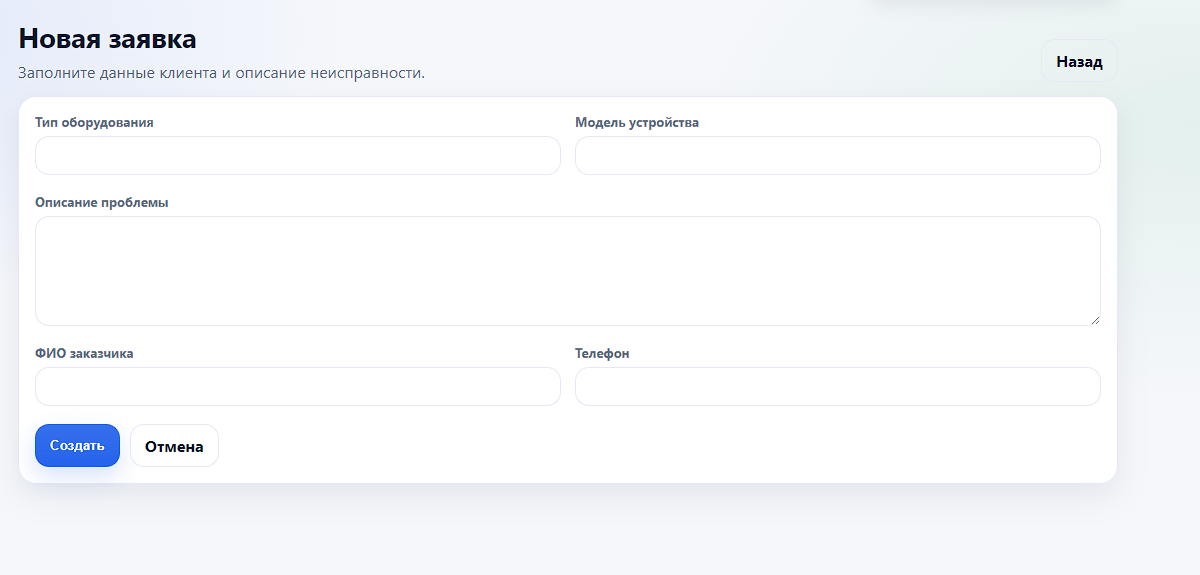 Новая заявка
Заполните данные клиента и описание неисправности.
Назад
Тип оборудования
Модель устройства
Описание проблемы
ФИО заказчика
Телефон
Создать
Отмена